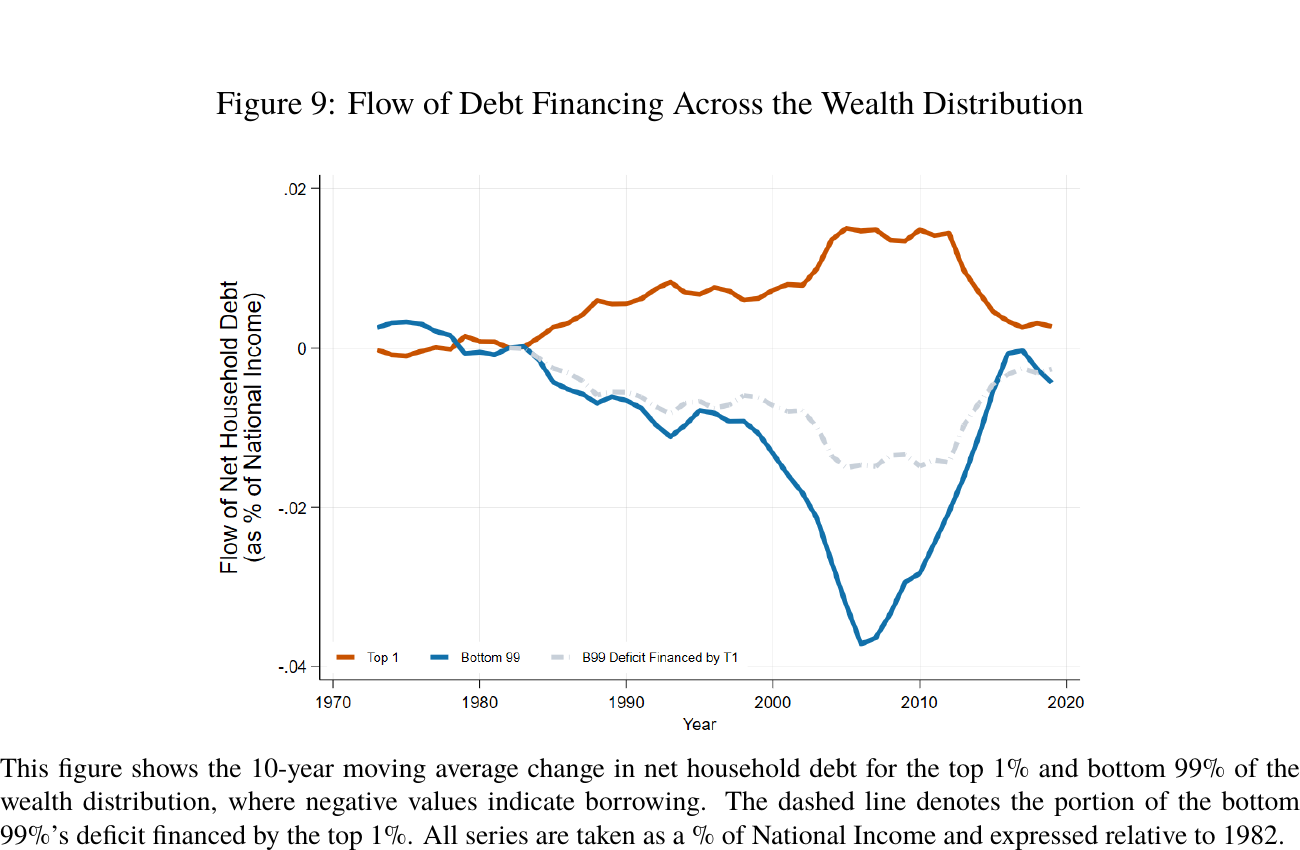 Figure 9: Flow of Debt Financing Across the Wealth Distribution
Flow of Net Household Debt
(as % of National Income)
.02
0
-.02
-.04
Top 1
Bottom 99
B99 Deficit Financed by T1
1970
1980
1990
2000
2010
2020
Year
This figure shows the 10-year moving average change in net household debt for the top 1% and bottom 99% of the
wealth distribution, where negative values indicate borrowing. The dashed line denotes the portion of the bottom
99%'s deficit financed by the top 1%. All series are taken as a % of National Income and expressed relative to 1982.